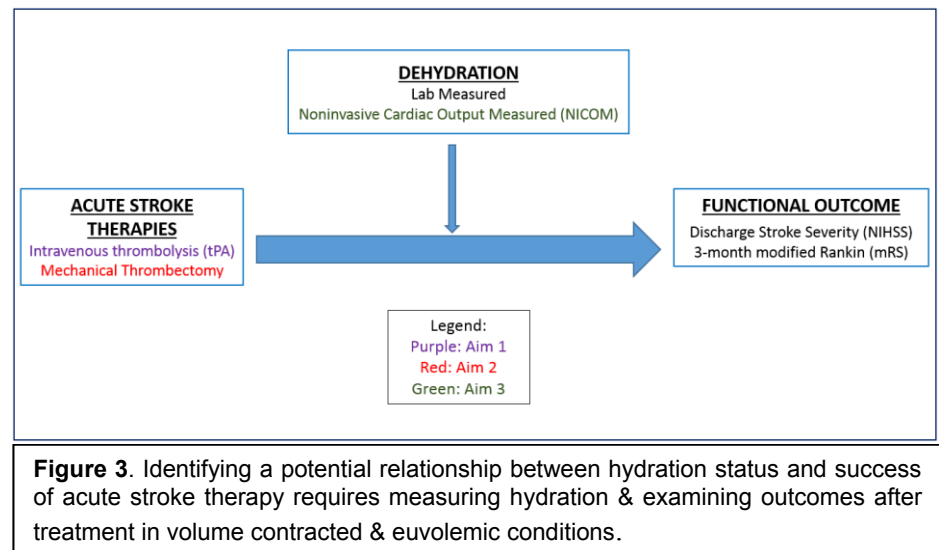 DEHYDRATION
Lab Measured
Noninvasive Cardiac Output Measured (NICOM)
ACUTE STROKE
THERAPIES
Intravenous thrombolysis (tPA)
Mechanical Thrombectomy
FUNCTIONAL OUTCOME
Discharge Stroke Severity (NIHSS)
3-month modified Rankin (mRS)
Legend:
Purple: Aim 1
Red: Aim 2
Green: Aim 3
Figure 3. Identifying a potential relationship between hydration status and success
of acute stroke therapy requires measuring hydration & examining outcomes after
treatment in volume contracted & euvolemic conditions.